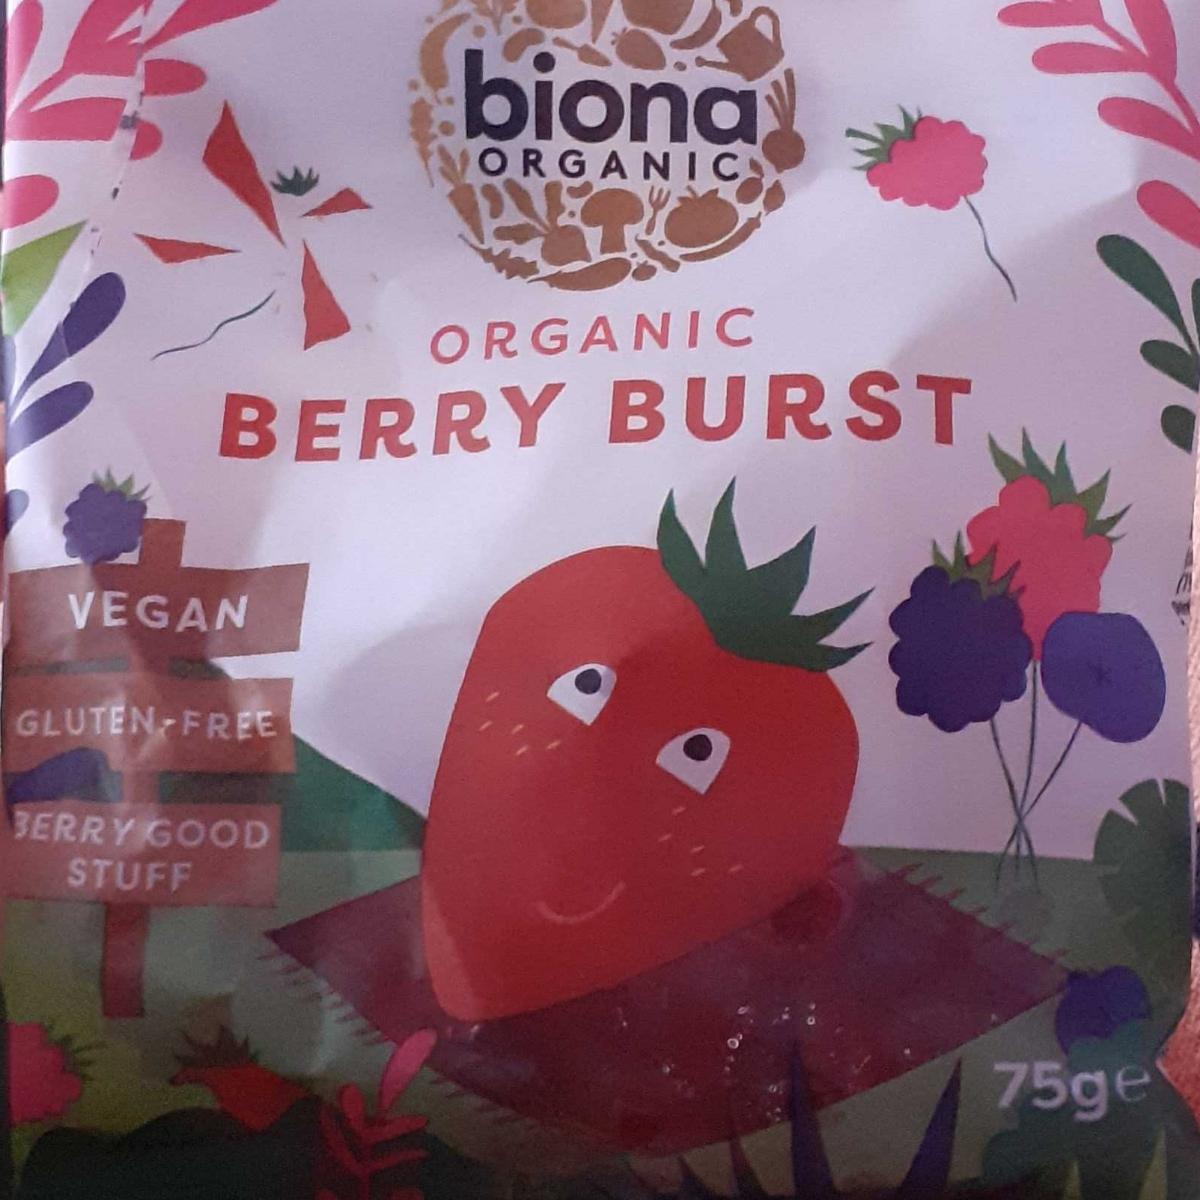 biona
ORGANIC
ORGANIC
BERRY BURST
VEGAN
GLUTEN-FREE
BERRY GOOD
STUFF
75g℮